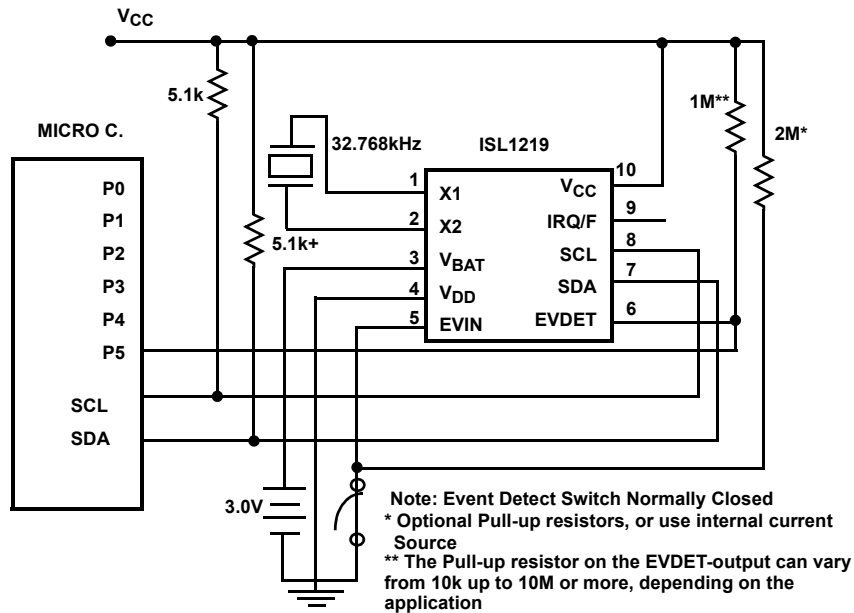 VCC
5.1k
1M**
2M*
MICRO C.
32.768kHz
ISL1219
P0
P1
P2
P3
P4
P5
SCL
SDA
5.1k+
1
2
3
4
5
X1
X2
VBAT
VDD
EVIN
VCC
IRQ/F
SCL
SDA
EVDET
10
9
8
7
6
3.0V
Note: Event Detect Switch Normally Closed
* Optional Pull-up resistors, or use internal current
Source
** The Pull-up resistor on the EVDET-output can vary
from 10k up to 10M or more, depending on the
application